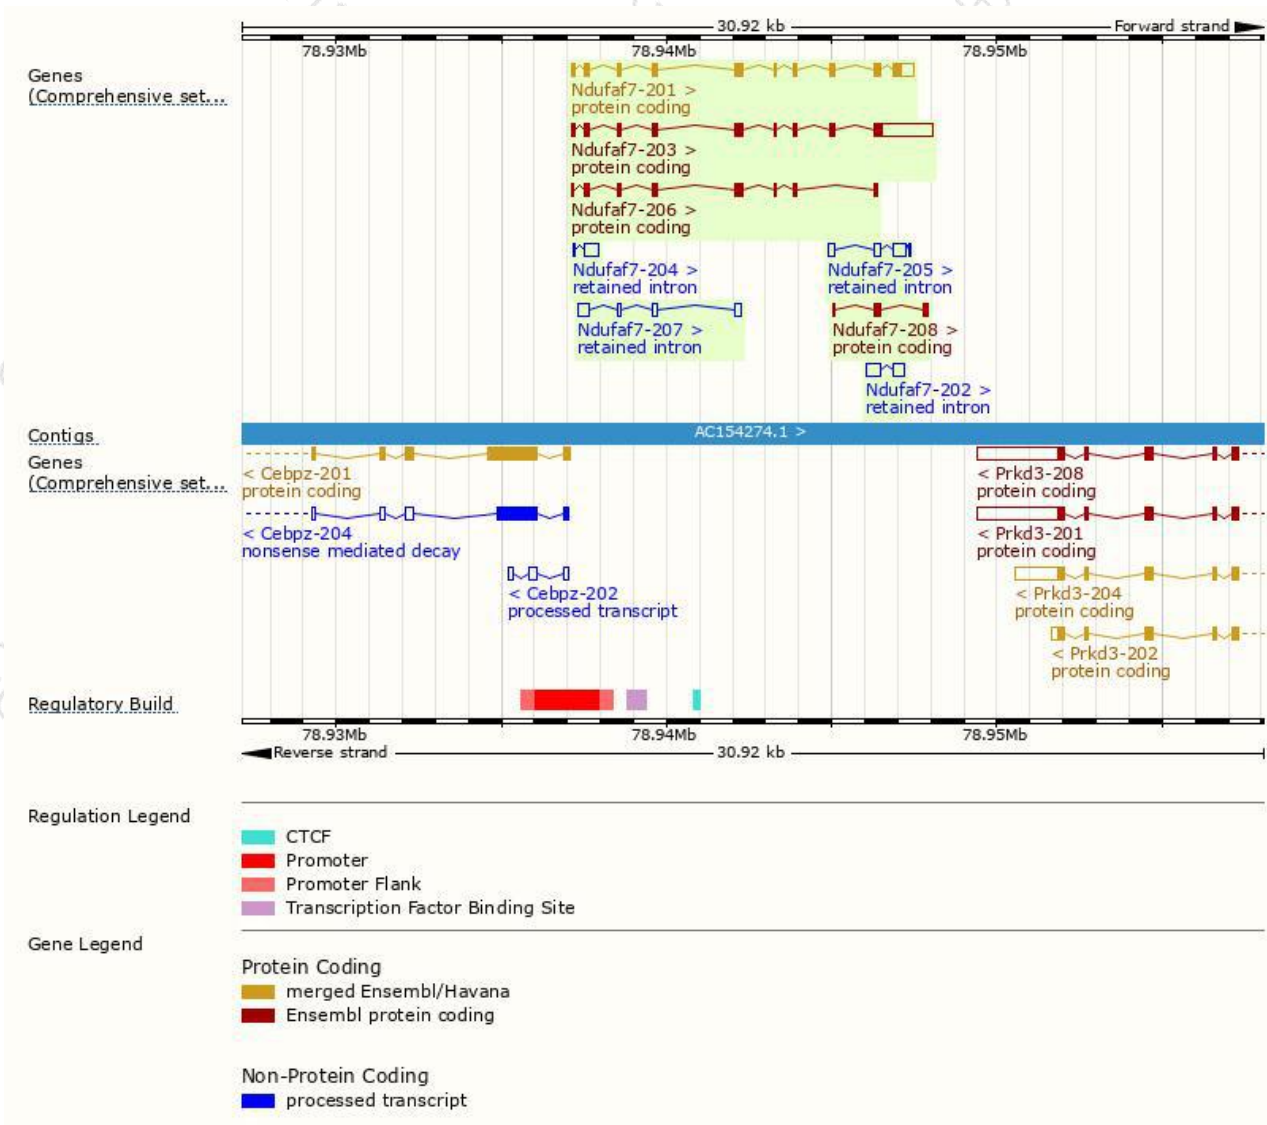 30.92 kb Forward strand
78.93Mb 78.94Mb 78.95Mb
Genes
(Comprehensive set...
Ndufaf7-201 >
protein coding
Ndufaf7-203 >
protein coding
Ndufaf7-206 >
protein coding
Ndufaf7-204 > Ndufaf7-205 >
retained intron retained intron
Ndufaf7-207 > Ndufaf7-208 >
retained intron protein coding
Ndufaf7-202 >
retained intron
Contigs AC154274.1 >
Genes
(Comprehensive set...
< Cebpz-201 < Prkd3-208
protein coding protein coding
< Cebpz-204 < Prkd3-201
nonsense mediated decay protein coding
< Cebpz-202 < Prkd3-204
processed transcript protein coding
< Prkd3-202
protein coding
Regulatory Build
78.93Mb 78.94Mb 78.95Mb
Reverse strand 30.92 kb
Regulation Legend
CTCF
Promoter
Promoter Flank
Transcription Factor Binding Site
Gene Legend
Protein Coding
merged Ensembl/Havana
Ensembl protein coding
Non-Protein Coding
processed transcript